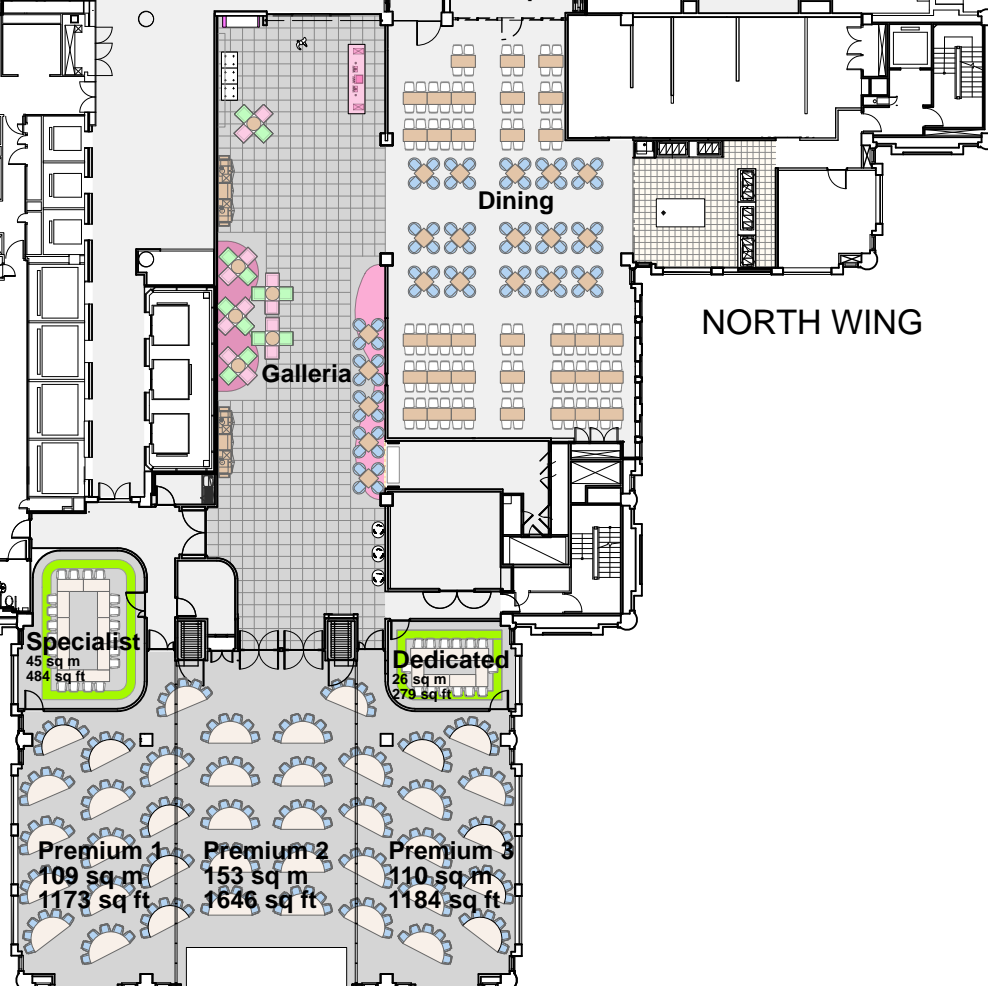 Dining
NORTH WING
Galleria
Specialist
45 sq m
484 sq ft
Dedicated
26 sq m
279 sq ft
Premium 1
109 sq m
1173 sq ft
Premium 2
153 sq m
1646 sq ft
Premium 3
110 sq m
1184 sq ft